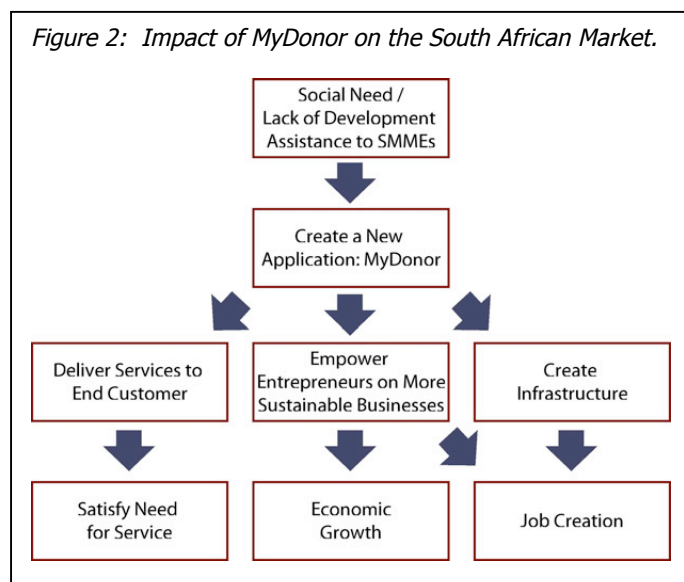 Figure 2:  Impact of MyDonor on the South African Market.
Social Need /
Lack of Development
Assistance to SMMEs
Create a New
Application: MyDonor
Deliver Services to
End Customer
Empower
Entrepreneurs on More
Sustainable Businesses
Create
Infrastructure
Satisfy Need
for Service
Economic
Growth
Job Creation